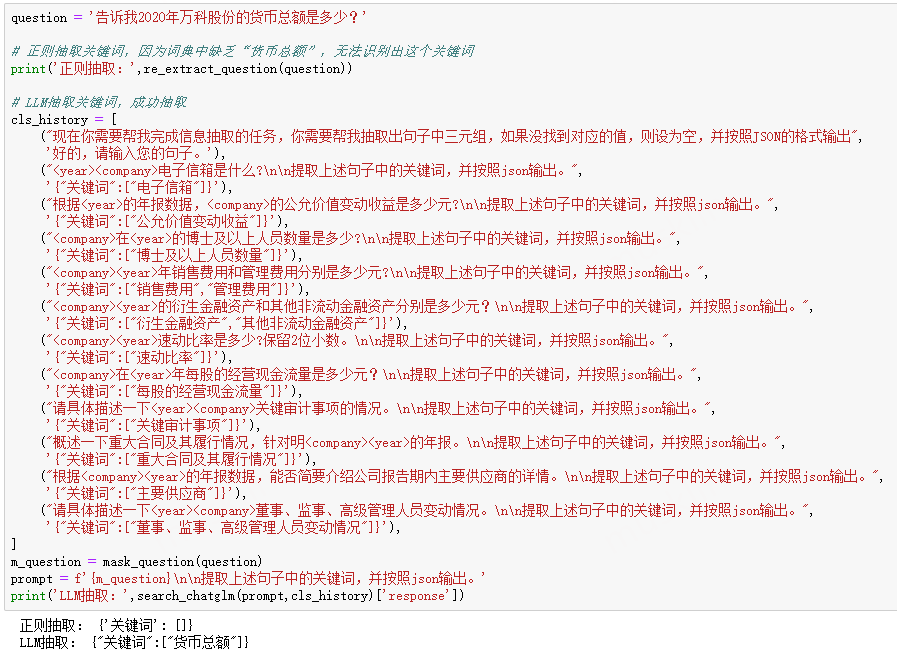 question = '告诉我2020年万科股份的货币总额是多少？'
# 正则抽取关键词，因为词典中缺乏“货币总额”，无法识别出这个关键词
print('正则抽取：',re_extract_question(question))
# LLM抽取关键词，成功抽取
cls_history = [
("现在你需要帮我完成信息抽取的任务，你需要帮我抽取出句子中三元组，如果没找到对应的值，则设为空，并按照JSON的格式输出",
'好的，请输入您的句子。'),
("<year><company>电子信箱是什么?\n\n提取上述句子中的关键词，并按照json输出。",
'{"关键词":["电子信箱"]}'),
("根据<year>的年报数据，<company>的公允价值变动收益是多少元?\n\n提取上述句子中的关键词，并按照json输出。",
'{"关键词":["公允价值变动收益"]}'),
("<company>在<year>的博士及以上人员数量是多少?\n\n提取上述句子中的关键词，并按照json输出。",
'{"关键词":["博士及以上人员数量"]}'),
("<company><year>年销售费用和管理费用分别是多少元?\n\n提取上述句子中的关键词，并按照json输出。",
'{"关键词":["销售费用","管理费用"]}'),
("<company><year>的衍生金融资产和其他非流动金融资产分别是多少元？\n\n提取上述句子中的关键词，并按照json输出。",
'{"关键词":["衍生金融资产","其他非流动金融资产"]}'),
("<company><year>速动比率是多少?保留2位小数。\n\n提取上述句子中的关键词，并按照json输出。",
'{"关键词":["速动比率"]}'),
("<company>在<year>年每股的经营现金流量是多少元？\n\n提取上述句子中的关键词，并按照json输出。",
'{"关键词":["每股的经营现金流量"]}'),
("请具体描述一下<year><company>关键审计事项的情况。\n\n提取上述句子中的关键词，并按照json输出。",
'{"关键词":["关键审计事项"]}'),
("概述一下重大合同及其履行情况，针对明<company><year>的年报。\n\n提取上述句子中的关键词，并按照json输出。",
'{"关键词":["重大合同及其履行情况"]}'),
("根据<company><year>的年报数据，能否简要介绍公司报告期内主要供应商的详情。\n\n提取上述句子中的关键词，并按照json输出。",
'{"关键词":["主要供应商"]}'),
("请具体描述一下<year><company>董事、监事、高级管理人员变动情况。\n\n提取上述句子中的关键词，并按照json输出。",
'{"关键词":["董事、监事、高级管理人员变动情况"]}'),
]
m_question = mask_question(question)
prompt = f'{m_question}\n\n提取上述句子中的关键词，并按照json输出。'
print('LLM抽取：',search_chatglm(prompt,cls_history)['response'])
正则抽取： {'关键词': []}
LLM抽取： {"关键词":["货币总额"]}